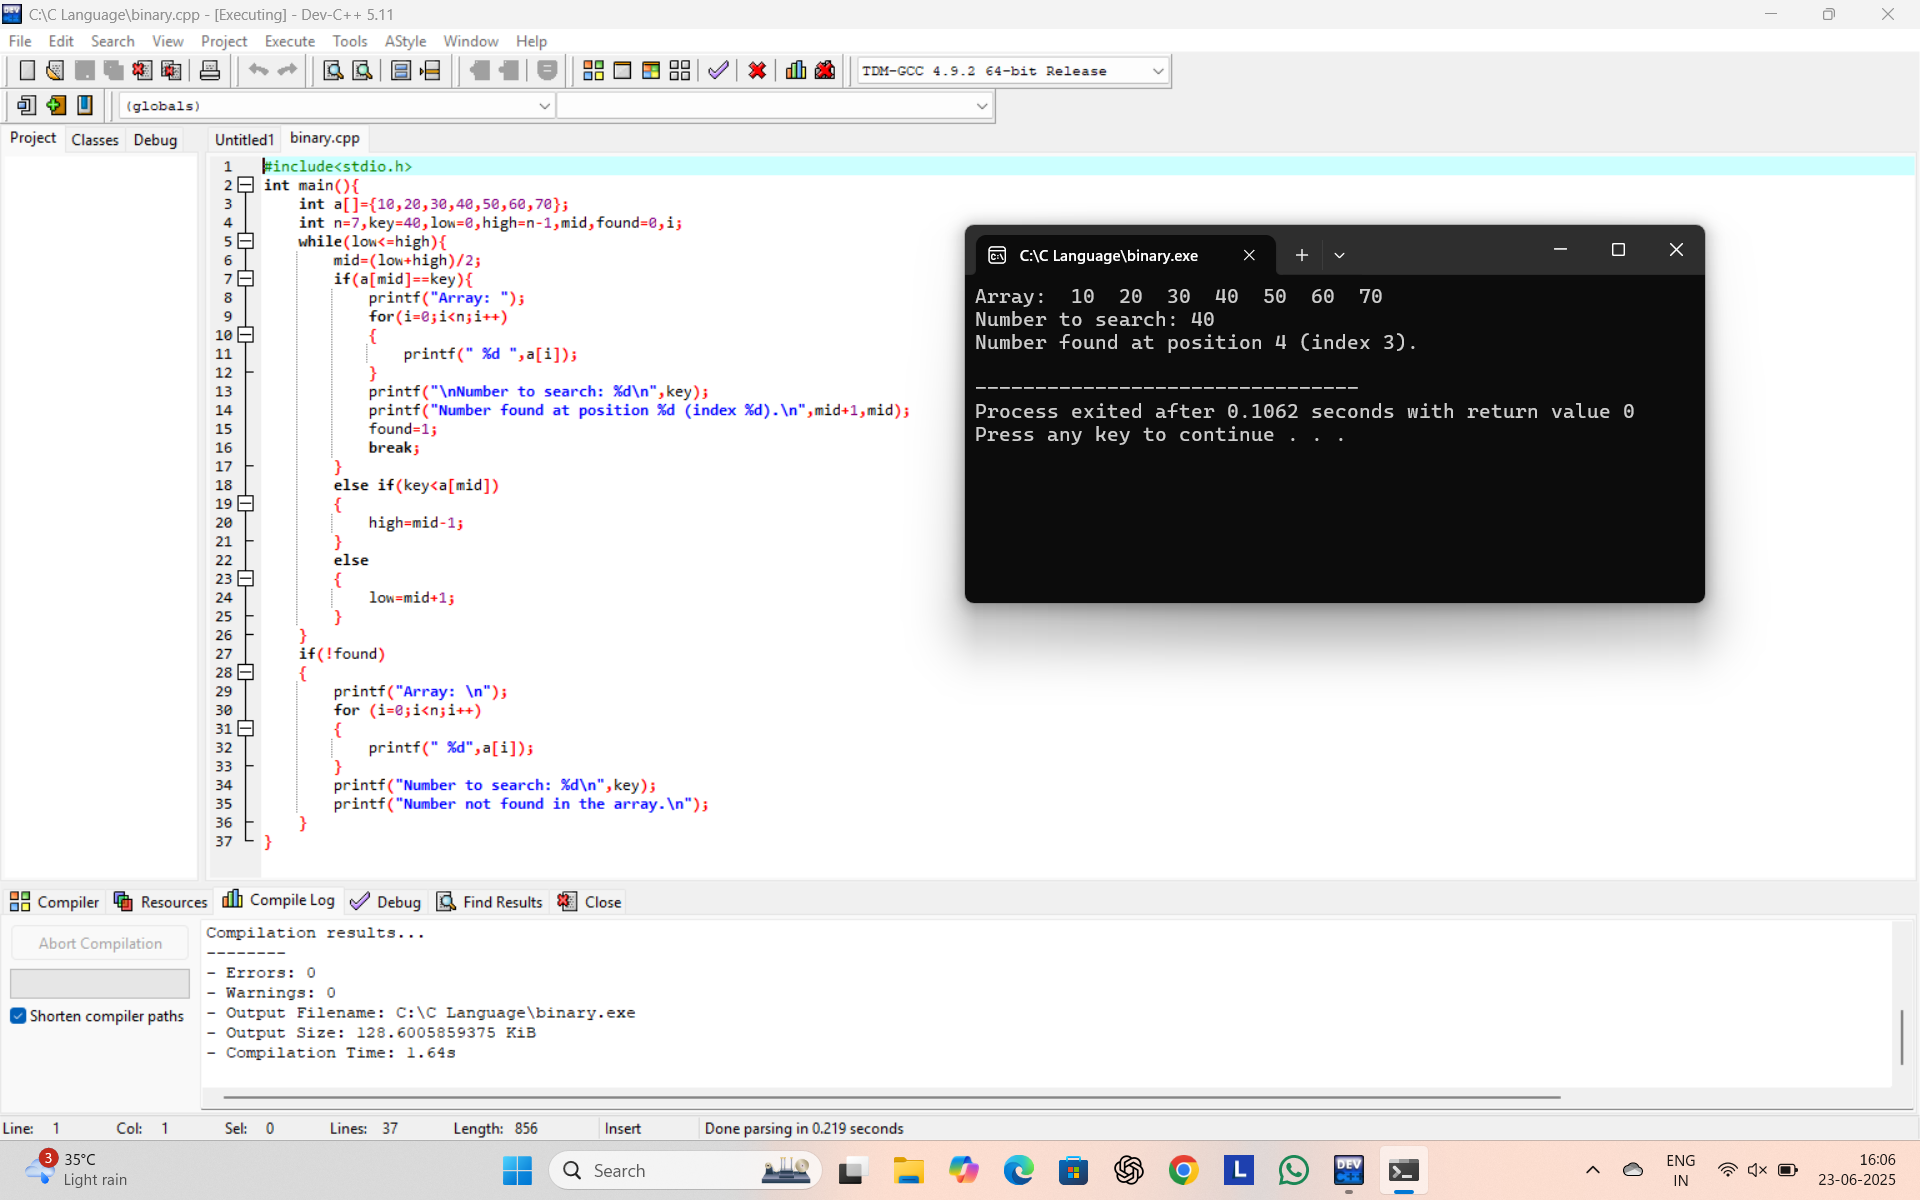 C:\C Language\binary.cpp - [Executing] - Dev-C++ 5.11
File Edit Search View Project Execute Tools AStyle Window Help
TDM-GCC 4.9.2 64-bit Release
(globals)
Project Classes Debug Untitled1 binary.cpp
1 #include<stdio.h>
2 int main(){
3 int a[]={10,20,30,40,50,60,70};
4 int n=7,key=40,low=0,high=n-1,mid,found=0,i;
5 while(low<=high){
6 mid=(low+high)/2;
7 if(a[mid]==key){
8 printf("Array: ");
9 for(i=0;i<n;i++)
10 {
11 printf(" %d ",a[i]);
12 }
13 printf("\nNumber to search: %d\n",key);
14 printf("Number found at position %d (index %d).\n",mid+1,mid);
15 found=1;
16 break;
17 }
18 else if(key<a[mid])
19 {
20 high=mid-1;
21 }
22 else
23 {
24 low=mid+1;
25 }
26 }
27 if(!found)
28 {
29 printf("Array: \n");
30 for (i=0;i<n;i++)
31 {
32 printf(" %d",a[i]);
33 }
34 printf("Number to search: %d\n",key);
35 printf("Number not found in the array.\n");
36 }
37 }
C:\C Language\binary.exe
Array:  10  20  30  40  50  60  70
Number to search: 40
Number found at position 4 (index 3).
--------------------------------
Process exited after 0.1062 seconds with return value 0
Press any key to continue . . .
Compiler Resources Compile Log Debug Find Results Close
Abort Compilation
Shorten compiler paths
Compilation results...
--------
- Errors: 0
- Warnings: 0
- Output Filename: C:\C Language\binary.exe
- Output Size: 128.6005859375 KiB
- Compilation Time: 1.64s
Line: 1 Col: 1 Sel: 0 Lines: 37 Length: 856 Insert Done parsing in 0.219 seconds
3
35°C
Light rain
Search
L
DEV
ENG
IN
16:06
23-06-2025